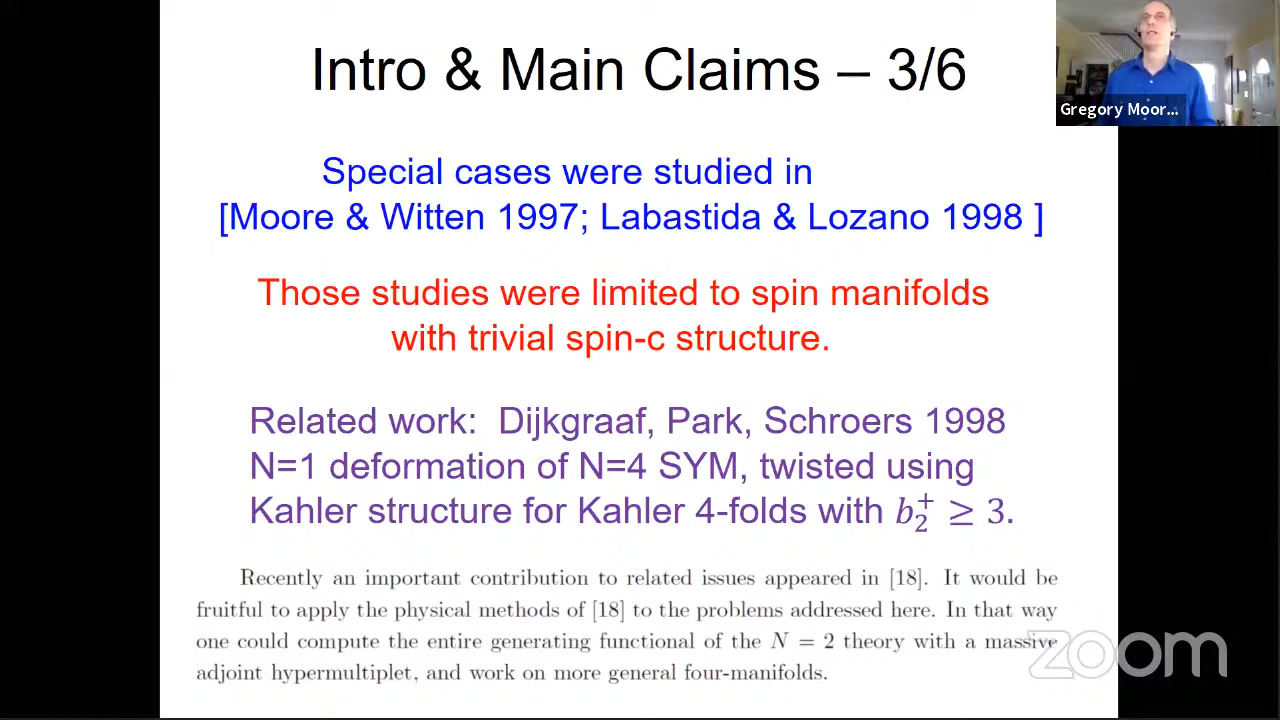 Intro & Main Claims – 3/6
Gregory Moor...
Special cases were studied in
[Moore & Witten 1997; Labastida & Lozano 1998 ]
Those studies were limited to spin manifolds
with trivial spin-c structure.
Related work:  Dijkgraaf, Park, Schroers 1998
N=1 deformation of N=4 SYM, twisted using
Kahler structure for Kahler 4-folds with b₂⁺ ≥ 3.
Recently an important contribution to related issues appeared in [18]. It would be
fruitful to apply the physical methods of [18] to the problems addressed here. In that way
one could compute the entire generating functional of the N = 2 theory with a massive
adjoint hypermultiplet, and work on more general four-manifolds.
zoom